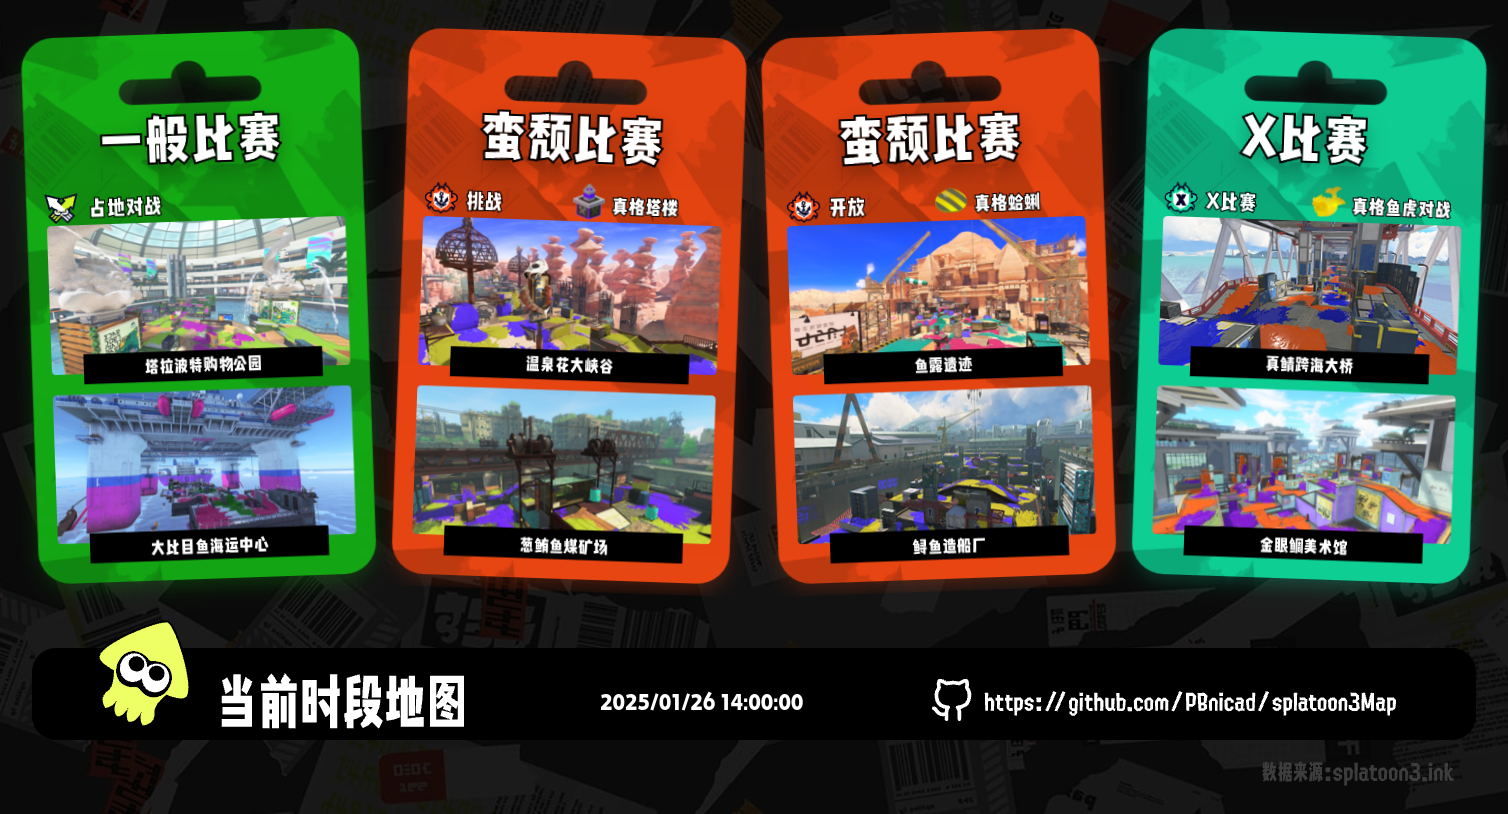 一般比赛
占地对战
塔拉波特购物公园
大比目鱼海运中心
蛮颓比赛
挑战
真格塔楼
温泉花大峡谷
葱鲔鱼煤矿场
蛮颓比赛
开放
真格蛤蜊
鱼露遗迹
鲟鱼造船厂
X比赛
X比赛
真格鱼虎对战
真鲭跨海大桥
金眼鲷美术馆
当前时段地图
2025/01/26 14:00:00
https://github.com/PBnicad/splatoon3Map
数据来源:splatoon3.ink